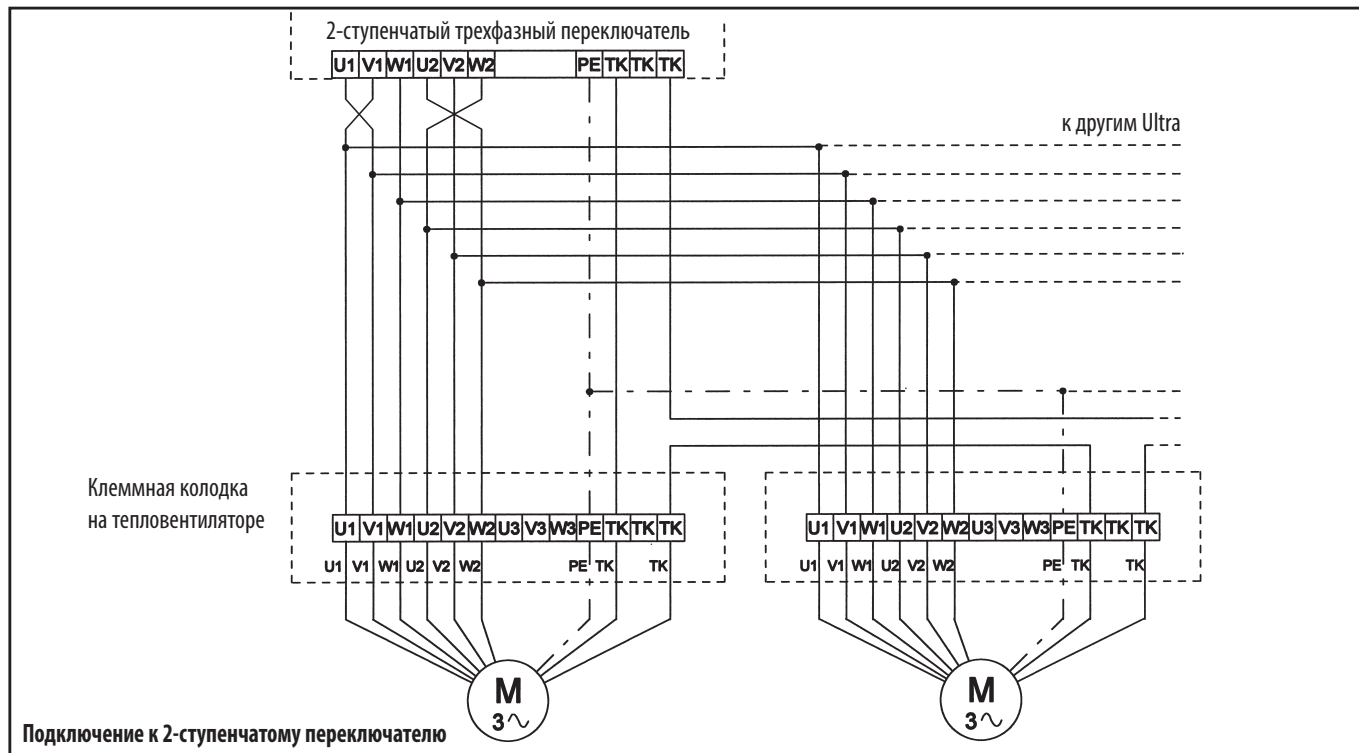 2-ступенчатый трехфазный переключатель
U1 V1 W1 U2 V2 W2 PE TK TK TK
к другим Ultra
Клеммная колодка
на тепловентиляторе
U1 V1 W1 U2 V2 W2 U3 V3 W3 PE TK TK TK
U1 V1 W1 U2 V2 W2 PE TK TK
U1 V1 W1 U2 V2 W2 U3 V3 W3 PE TK TK TK
U1 V1 W1 U2 V2 W2 PE TK TK
M
3~
M
3~
Подключение к 2-ступенчатому переключателю